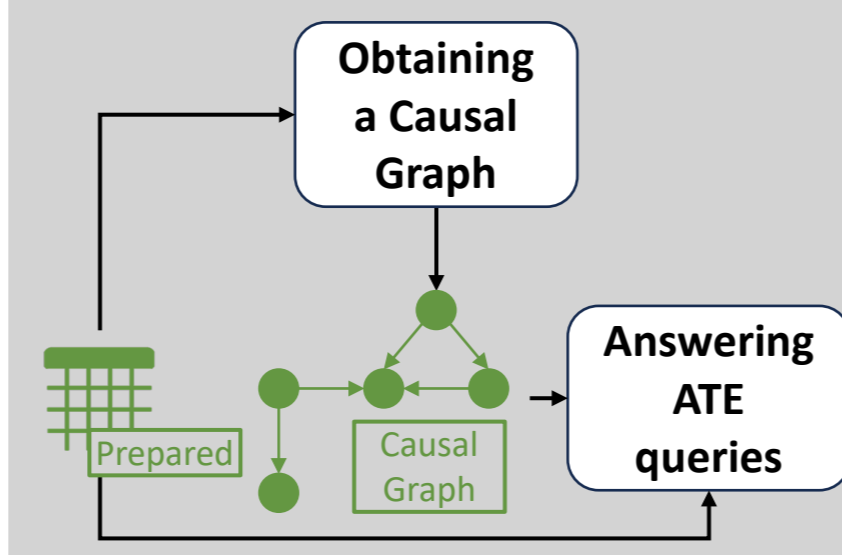 Obtaining
a Causal
Graph
Answering
ATE
queries
Prepared
Causal
Graph